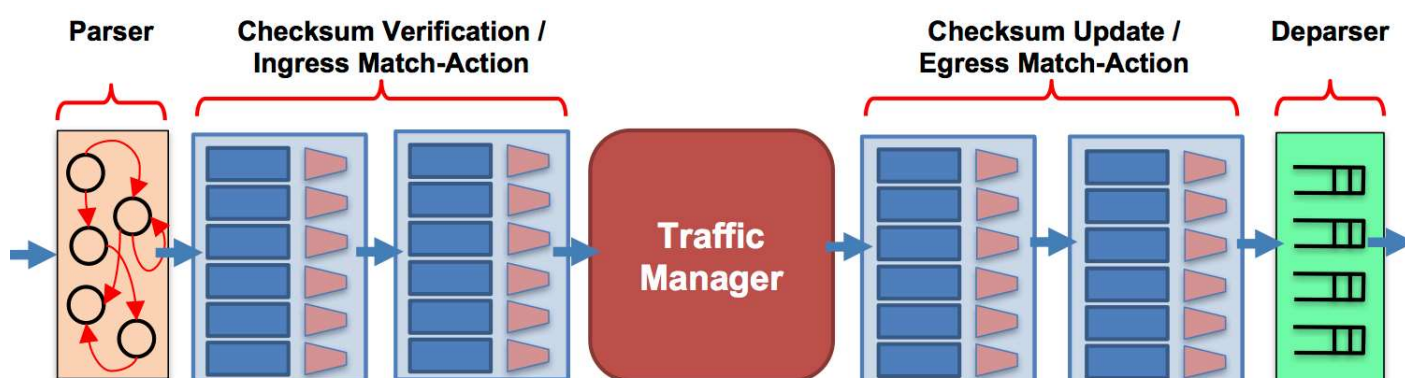 Parser
Checksum Verification /
Ingress Match-Action
Checksum Update /
Egress Match-Action
Deparser
Traffic
Manager